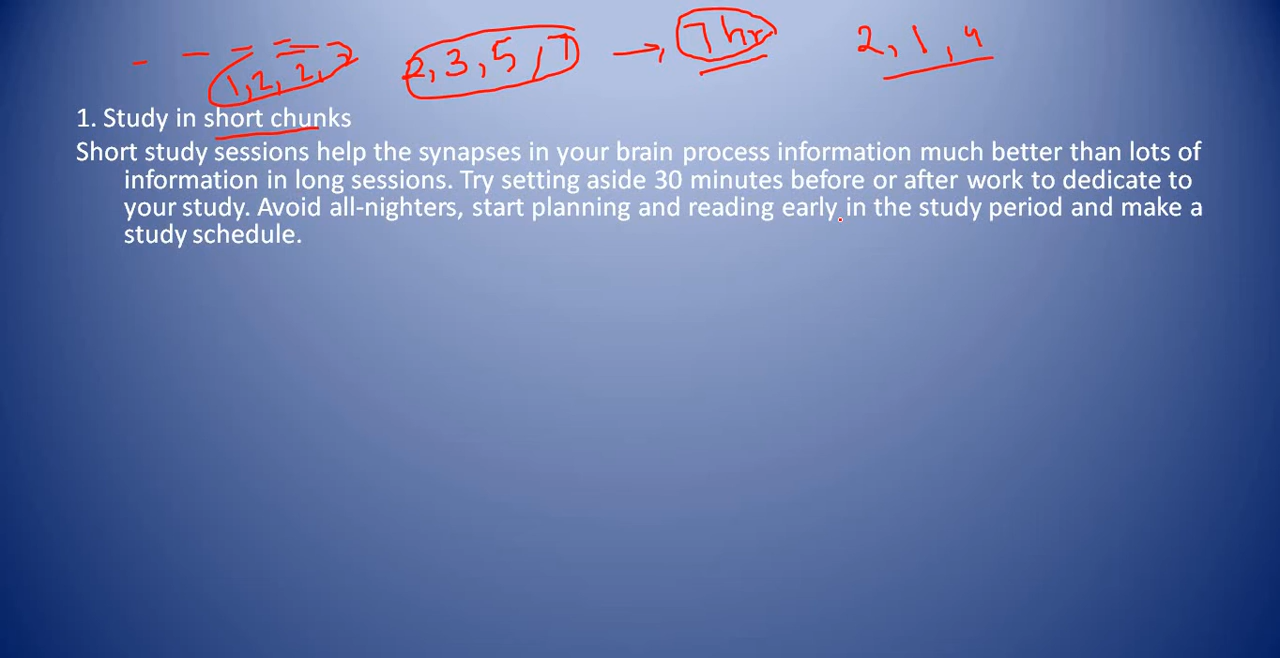 1, 2, 2, 2
2, 3, 5, 7 → 7 hr
2, 1, 4
1. Study in short chunks
Short study sessions help the synapses in your brain process information much better than lots of
information in long sessions. Try setting aside 30 minutes before or after work to dedicate to
your study. Avoid all-nighters, start planning and reading early in the study period and make a
study schedule.